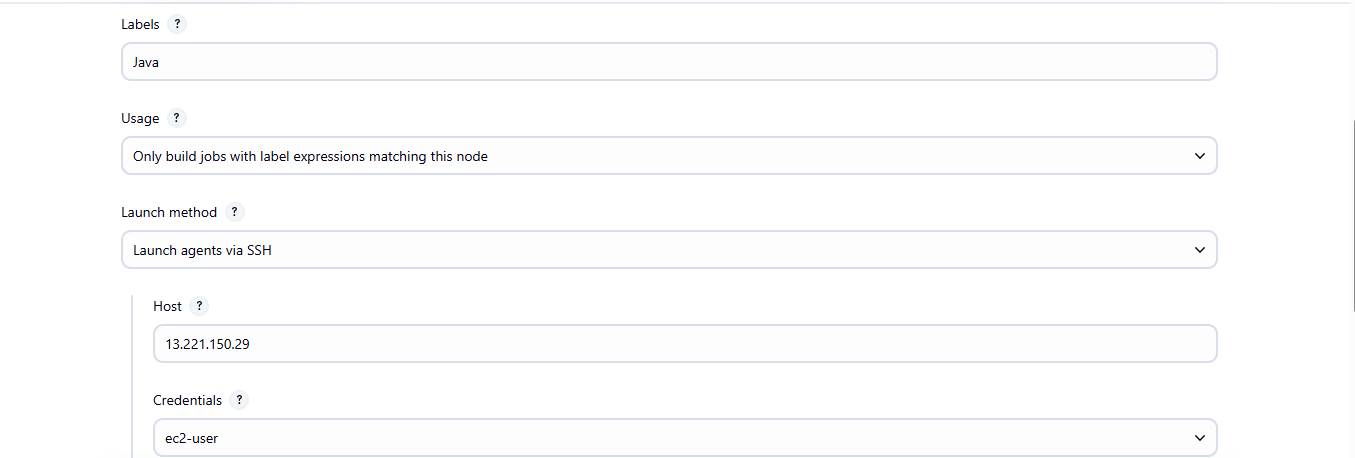 Labels ?
Java
Usage ?
Only build jobs with label expressions matching this node
Launch method ?
Launch agents via SSH
Host ?
13.221.150.29
Credentials ?
ec2-user